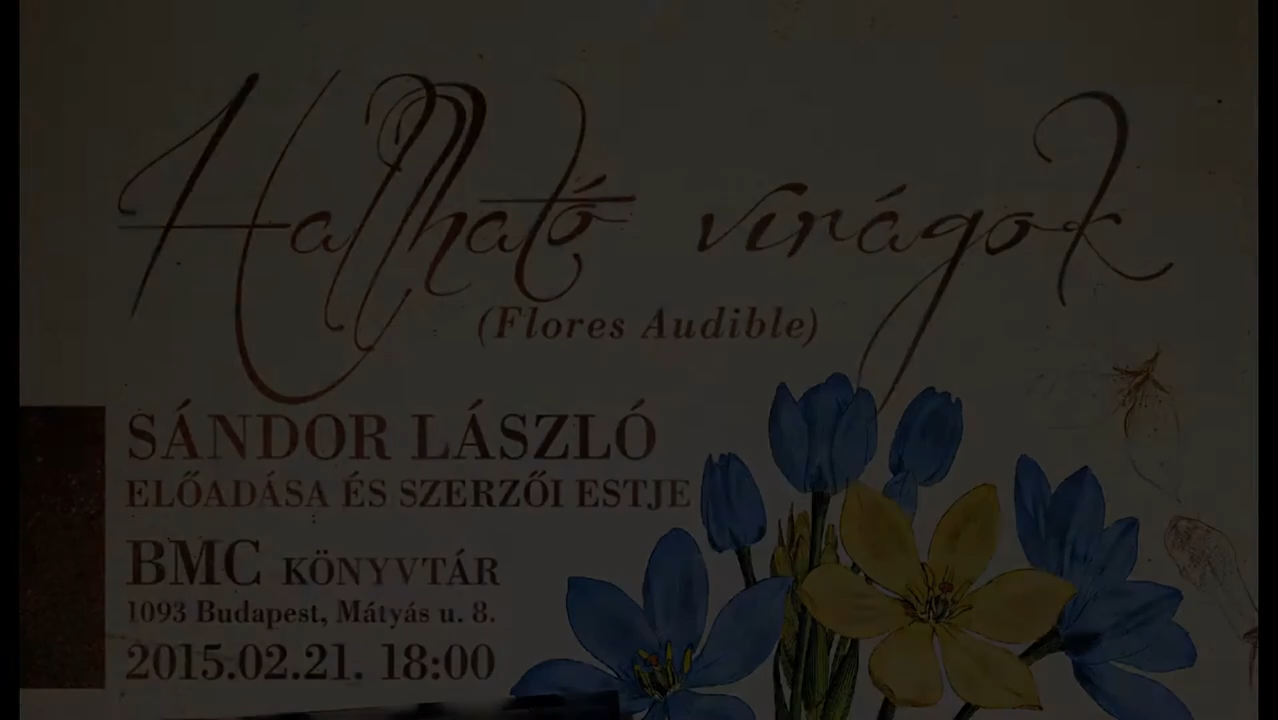 Hallható virágok
(Flores Audible)
SÁNDOR LÁSZLÓ
ELŐADÁSA ÉS SZERZŐI ESTJE
BMC KÖNYVTÁR
1093 Budapest, Mátyás u. 8.
2015.02.21. 18:00